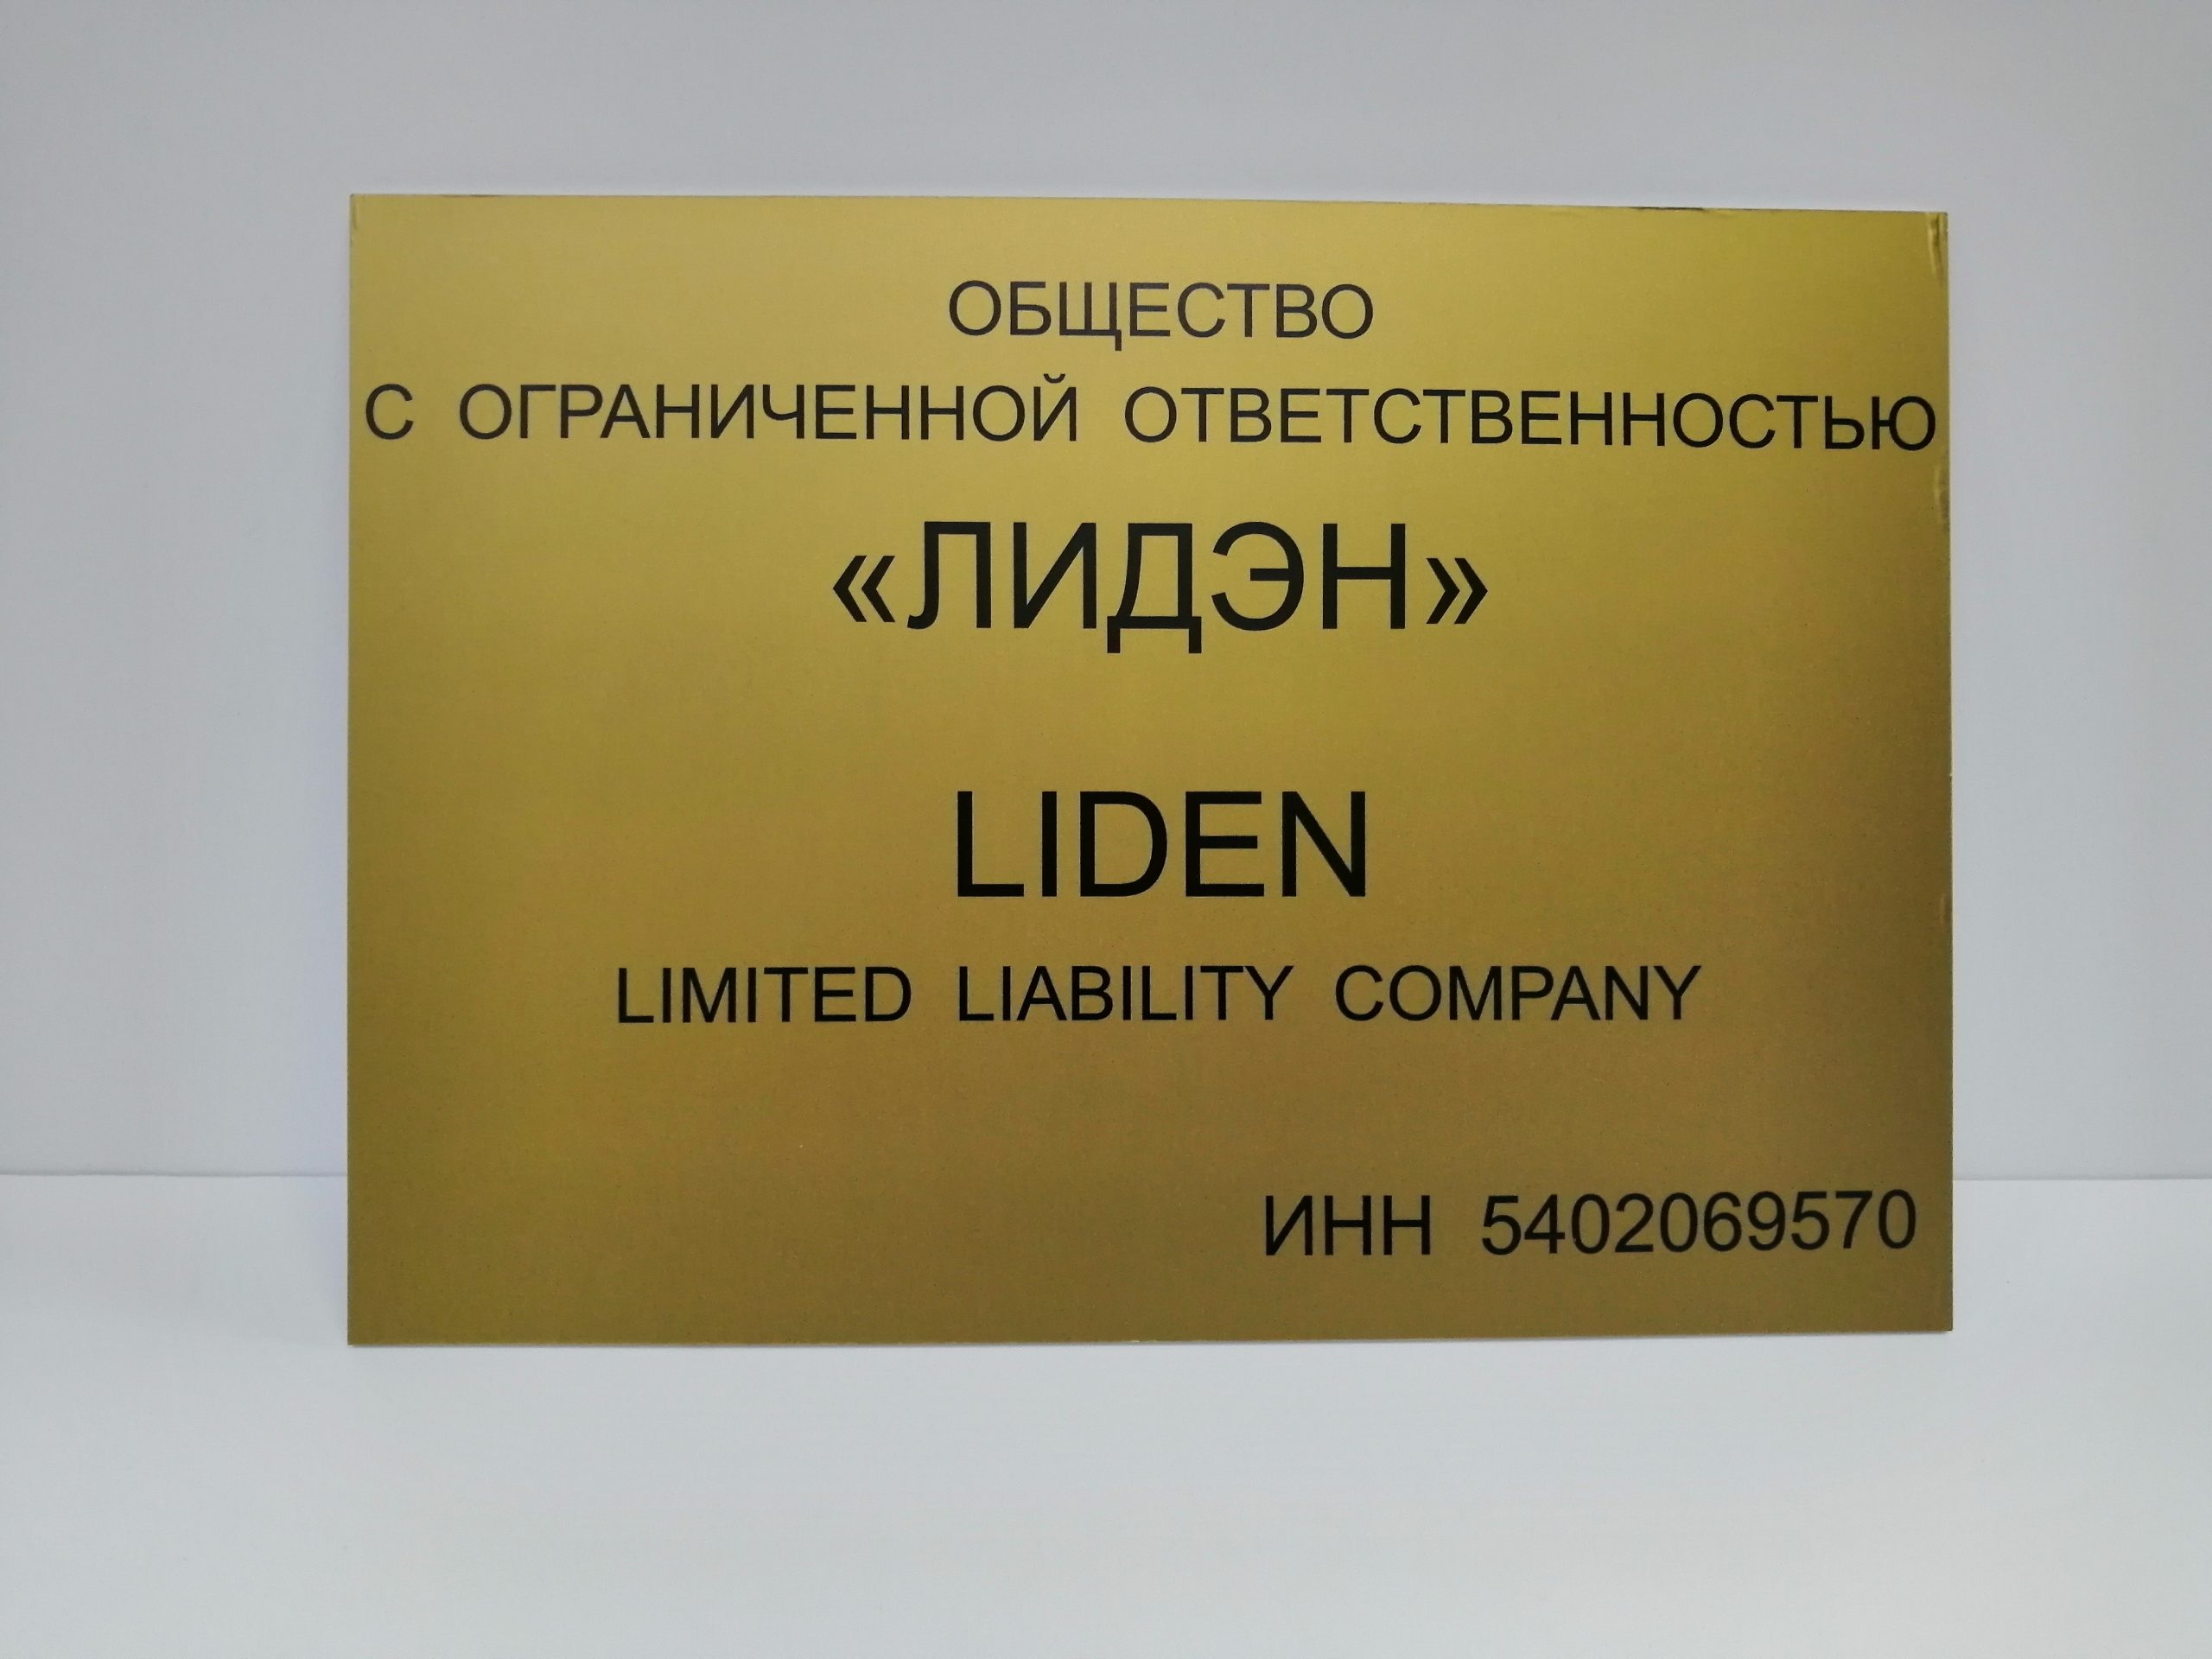 ОБЩЕСТВО
С ОГРАНИЧЕННОЙ ОТВЕТСТВЕННОСТЬЮ
«ЛИДЭН»
LIDEN
LIMITED LIABILITY COMPANY
ИНН 5402069570